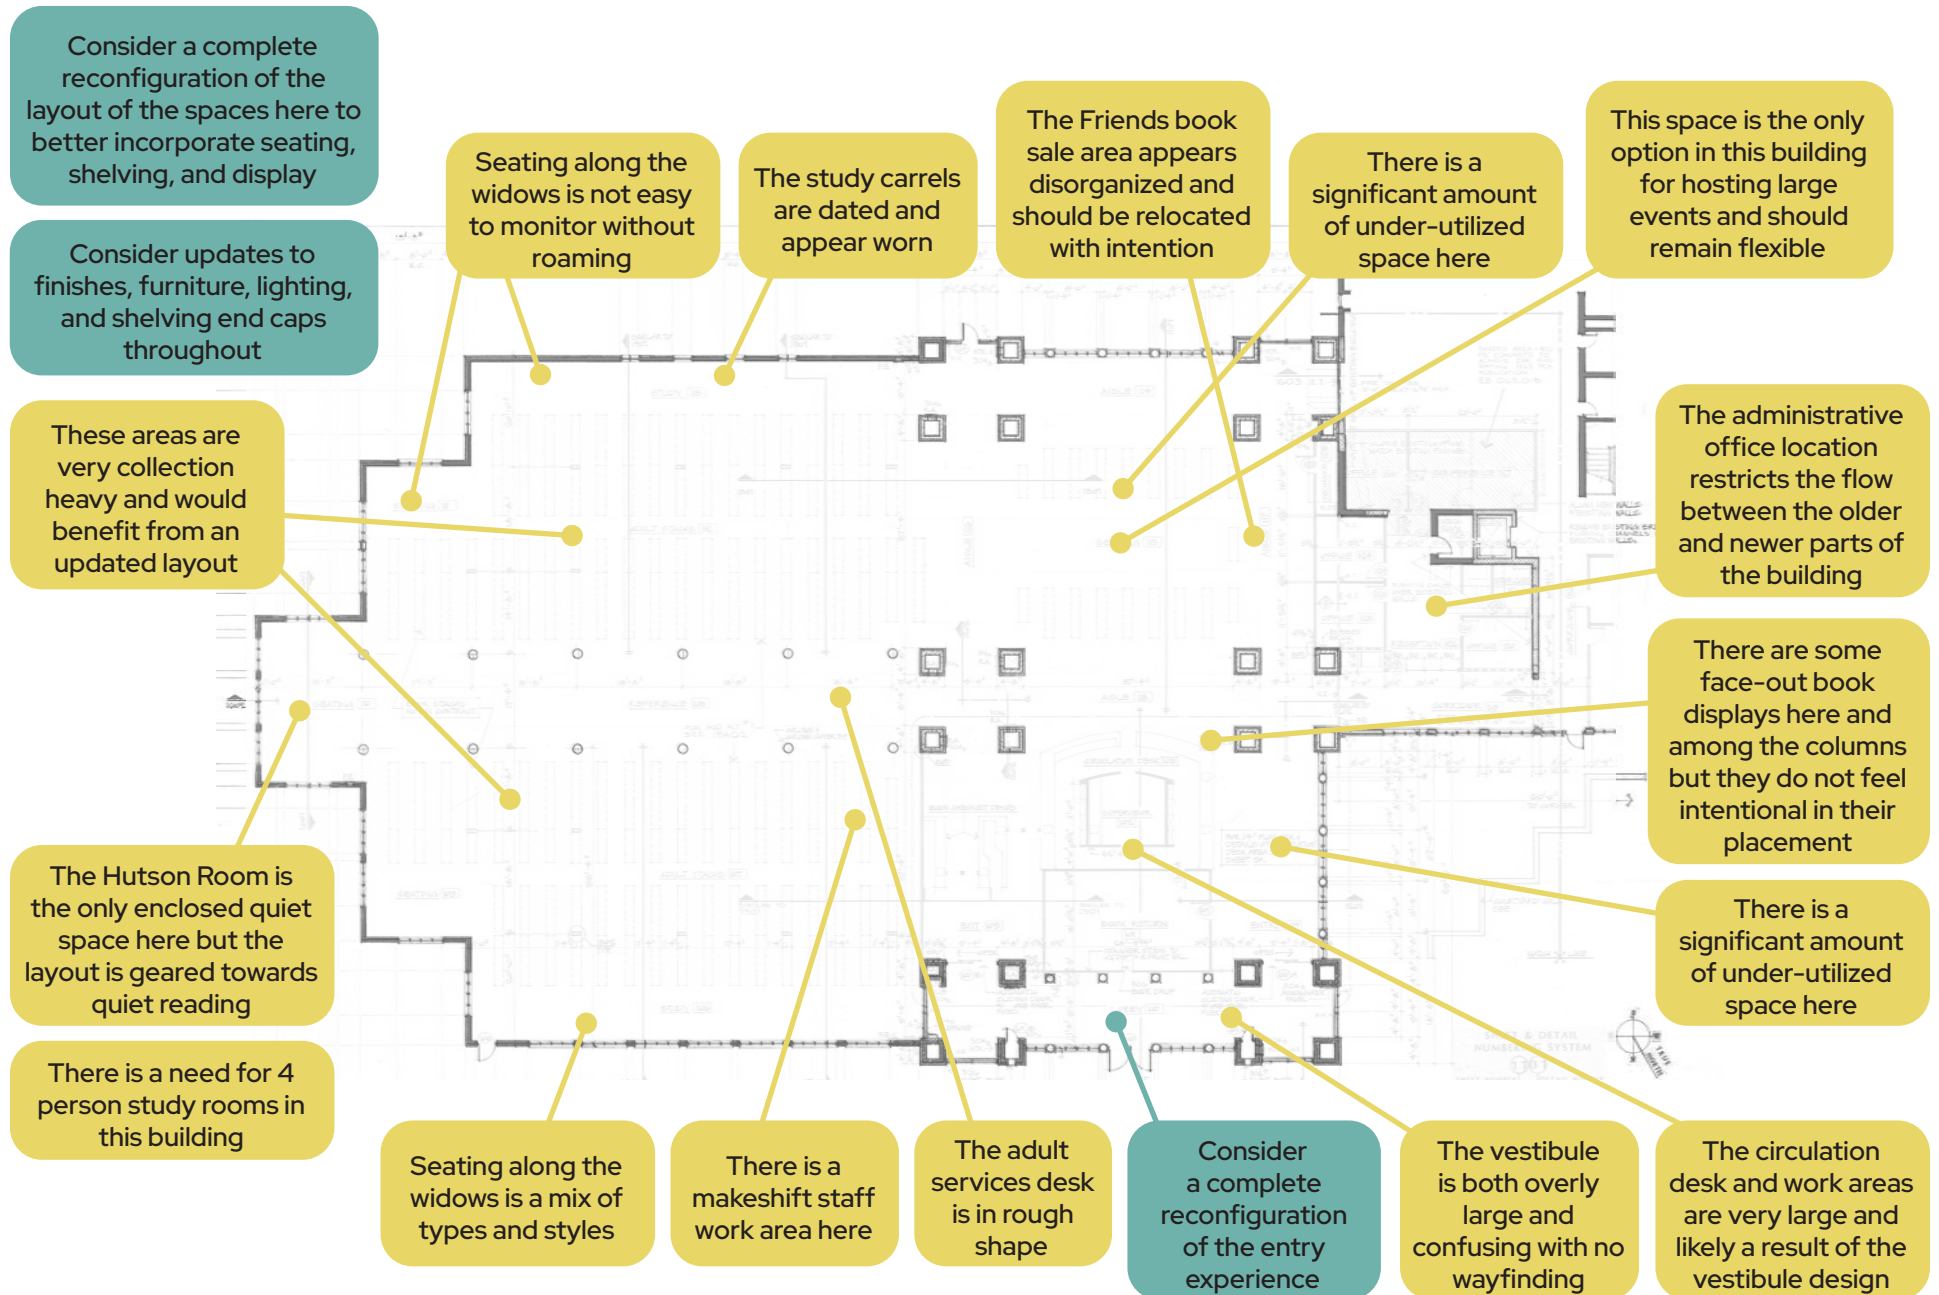 Consider a complete
reconfiguration of the
layout of the spaces here to
better incorporate seating,
shelving, and display
Consider updates to
finishes, furniture, lighting,
and shelving end caps
throughout
Seating along the
widows is not easy
to monitor without
roaming
The study carrels
are dated and
appear worn
The Friends book
sale area appears
disorganized and
should be relocated
with intention
There is a
significant amount
of under-utilized
space here
This space is the only
option in this building
for hosting large
events and should
remain flexible
These areas are
very collection
heavy and would
benefit from an
updated layout
The administrative
office location
restricts the flow
between the older
and newer parts of
the building
There are some
face-out book
displays here and
among the columns
but they do not feel
intentional in their
placement
The Hutson Room is
the only enclosed quiet
space here but the
layout is geared towards
quiet reading
There is a
significant amount
of under-utilized
space here
There is a need for 4
person study rooms in
this building
Seating along the
widows is a mix of
types and styles
There is a
makeshift staff
work area here
The adult
services desk
is in rough
shape
Consider
a complete
reconfiguration
of the entry
experience
The vestibule
is both overly
large and
confusing with no
wayfinding
The circulation
desk and work areas
are very large and
likely a result of the
vestibule design
& DETAIL
NUMBERING SYSTEM
TRUE
NORTH